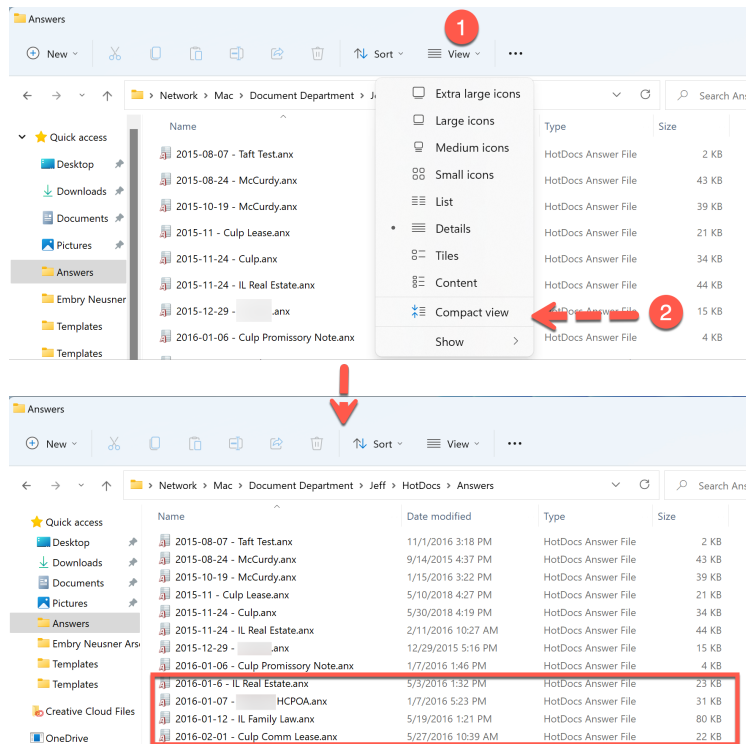 Answers
1
New
Sort
View
Network > Mac > Document Department > Je
Search Ans
Extra large icons
Large icons
Medium icons
Small icons
List
Details
Tiles
Content
Compact view
Show
2
Name Type Size
Quick access
Desktop
Downloads
Documents
Pictures
Answers
Embry Neusner
Templates
Templates
2015-08-07 - Taft Test.anx HotDocs Answer File 2 KB
2015-08-24 - McCurdy.anx HotDocs Answer File 43 KB
2015-10-19 - McCurdy.anx HotDocs Answer File 39 KB
2015-11 - Culp Lease.anx HotDocs Answer File 21 KB
2015-11-24 - Culp.anx HotDocs Answer File 34 KB
2015-11-24 - IL Real Estate.anx HotDocs Answer File 44 KB
2015-12-29 - .anx HotDocs Answer File 15 KB
2016-01-06 - Culp Promissory Note.anx HotDocs Answer File 4 KB
Answers
New
Sort
View
Network > Mac > Document Department > Jeff > HotDocs > Answers
Search Ans
Name Date modified Type Size
Quick access
Desktop
Downloads
Documents
Pictures
Answers
Embry Neusner Ars
Templates
Templates
Creative Cloud Files
OneDrive
2015-08-07 - Taft Test.anx 11/1/2016 3:18 PM HotDocs Answer File 2 KB
2015-08-24 - McCurdy.anx 9/14/2015 4:37 PM HotDocs Answer File 43 KB
2015-10-19 - McCurdy.anx 1/15/2016 3:22 PM HotDocs Answer File 39 KB
2015-11 - Culp Lease.anx 5/10/2018 4:27 PM HotDocs Answer File 21 KB
2015-11-24 - Culp.anx 5/30/2018 4:19 PM HotDocs Answer File 34 KB
2015-11-24 - IL Real Estate.anx 2/11/2016 10:27 AM HotDocs Answer File 44 KB
2015-12-29 - .anx 12/29/2015 5:16 PM HotDocs Answer File 15 KB
2016-01-06 - Culp Promissory Note.anx 1/7/2016 1:46 PM HotDocs Answer File 4 KB
2016-01-6 - IL Real Estate.anx 5/3/2016 1:32 PM HotDocs Answer File 23 KB
2016-01-07 - HCPOA.anx 1/7/2016 5:23 PM HotDocs Answer File 31 KB
2016-01-12 - IL Family Law.anx 5/19/2016 1:21 PM HotDocs Answer File 80 KB
2016-02-01 - Culp Comm Lease.anx 5/27/2016 10:39 AM HotDocs Answer File 22 KB